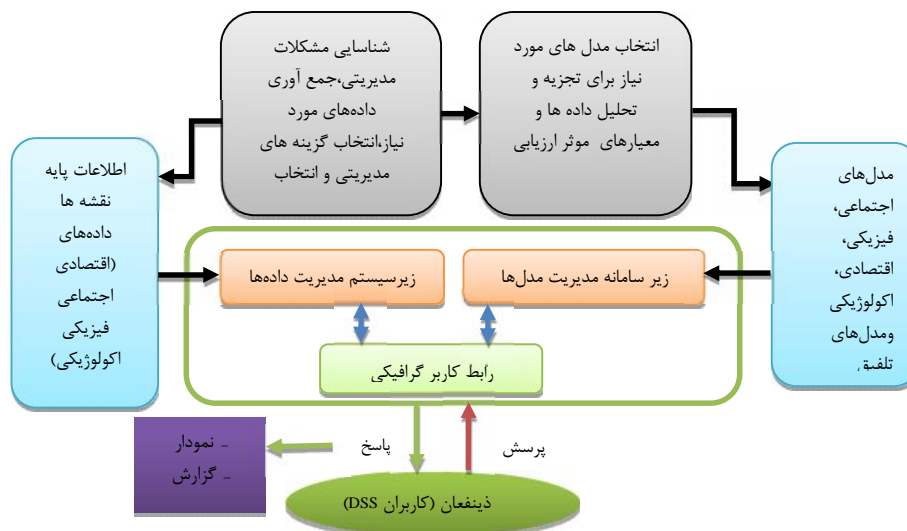 انتخاب مدل های مورد
نیاز برای تجزیه و
تحلیل داده ها و
معیارهای موثر ارزیابی
شناسایی مشکلات
مدیریتی،جمع آوری
داده‌های مورد
نیاز،انتخاب گزینه های
مدیریتی و انتخاب
مدل‌های
اجتماعی،
فیزیکی،
اقتصادی،
اکولوژیکی
ومدل‌های
تلفیق
اطلاعات پایه
نقشه ها
داده‌های
(اقتصادی
اجتماعی
فیزیکی
اکولوژیکی)
زیر سامانه مدیریت مدل‌ها
زیرسیستم مدیریت داده‌ها
رابط کاربر گرافیکی
پرسش
پاسخ
- نمودار
- گزارش
ذینفعان (کاربران DSS)